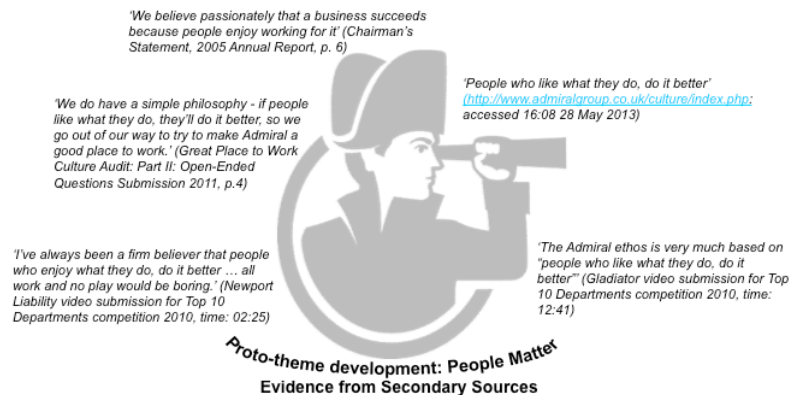 ‘We believe passionately that a business succeeds
because people enjoy working for it’ (Chairman’s
Statement, 2005 Annual Report, p. 6)
‘People who like what they do, do it better’
(http://www.admiralgroup.co.uk/culture/index.php;
accessed 16:08 28 May 2013)
‘We do have a simple philosophy - if people
like what they do, they’ll do it better, so we
go out of our way to try to make Admiral a
good place to work.’ (Great Place to Work
Culture Audit: Part II: Open-Ended
Questions Submission 2011, p.4)
‘I’ve always been a firm believer that people
who enjoy what they do, do it better … all
work and no play would be boring.’ (Newport
Liability video submission for Top 10
Departments competition 2010, time: 02:25)
‘The Admiral ethos is very much based on
“people who like what they do, do it
better”’ (Gladiator video submission for Top
10 Departments competition 2010, time:
12:41)
Proto-theme development: People Matter
Evidence from Secondary Sources